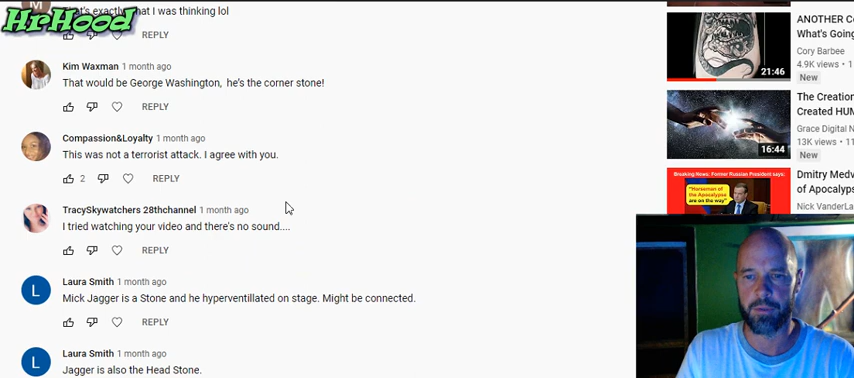 HrHood
that I was thinking lol
REPLY
Kim Waxman 1 month ago
That would be George Washington, he's the corner stone!
REPLY
Compassion&Loyalty 1 month ago
This was not a terrorist attack. I agree with you.
2 REPLY
TracySkywatchers 28thchannel 1 month ago
I tried watching your video and there's no sound....
REPLY
Laura Smith 1 month ago
Mick Jagger is a Stone and he hyperventillated on stage. Might be connected.
REPLY
Laura Smith 1 month ago
Jagger is also the Head Stone.
L
L
21:46
ANOTHER
What's Going
Cory Barbee
4.9K views • 1
New
16:44
The Creation
Created HUM
Grace Digital N
13K views • 11
New
Breaking News: Former Russian President says:
"Horseman of
the Apocalypse
are on the way"
Dmitry Medv
of Apocalyps
Nick VanderLa